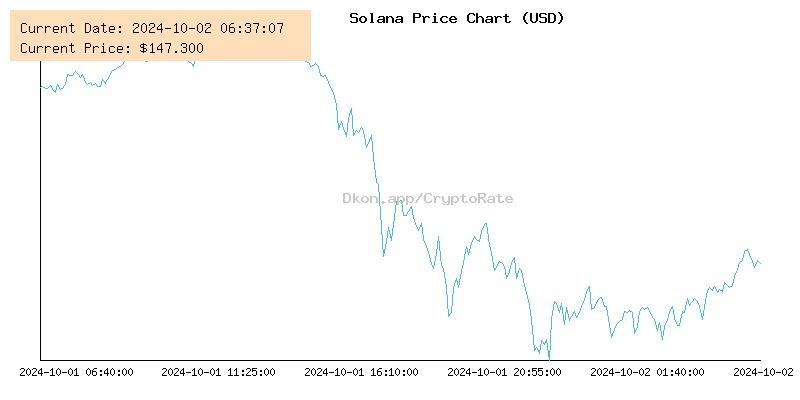 Solana Price Chart (USD)
Current Date: 2024-10-02 06:37:07
Current Price: $147.300
Dkon.app/CryptoRate
2024-10-01 06:40:00 2024-10-01 11:25:00 2024-10-01 16:10:00 2024-10-01 20:55:00 2024-10-02 01:40:00 2024-10-02